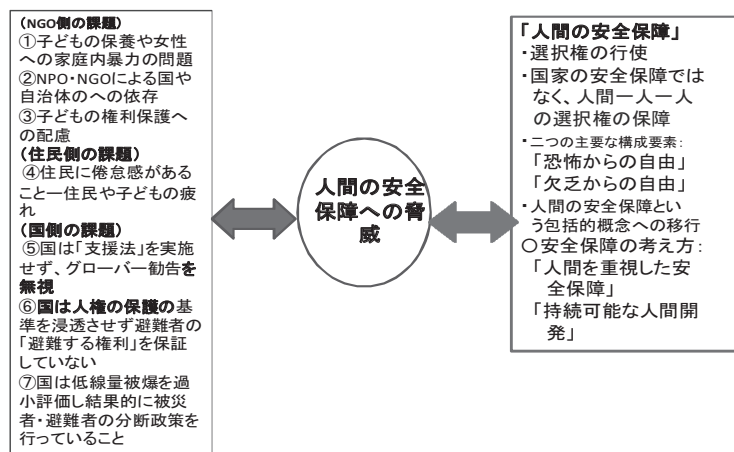 (NGO側の課題)
①子どもの保養や女性
への家庭内暴力の問題
②NPO・NGOによる国や
自治体のへの依存
③子どもの権利保護へ
の配慮
(住民側の課題)
④住民に倦怠感がある
こと―住民や子どもの疲
れ
(国側の課題)
⑤国は「支援法」を実施
せず、グローバー勧告を
無視
⑥国は人権の保護の基
準を浸透させず避難者の
「避難する権利」を保証
していない
⑦国は低線量被爆を過
小評価し結果的に被災
者・避難者の分断政策を
行っていること
人間の安全
保障への脅
威
「人間の安全保障」
・選択権の行使
・国家の安全保障では
なく、人間一人一人
の選択権の保障
・二つの主要な構成要素:
「恐怖からの自由」
「欠乏からの自由」
・人間の安全保障とい
う包括的概念への移行
〇安全保障の考え方:
「人間を重視した安
全保障」
「持続可能な人間開
発」